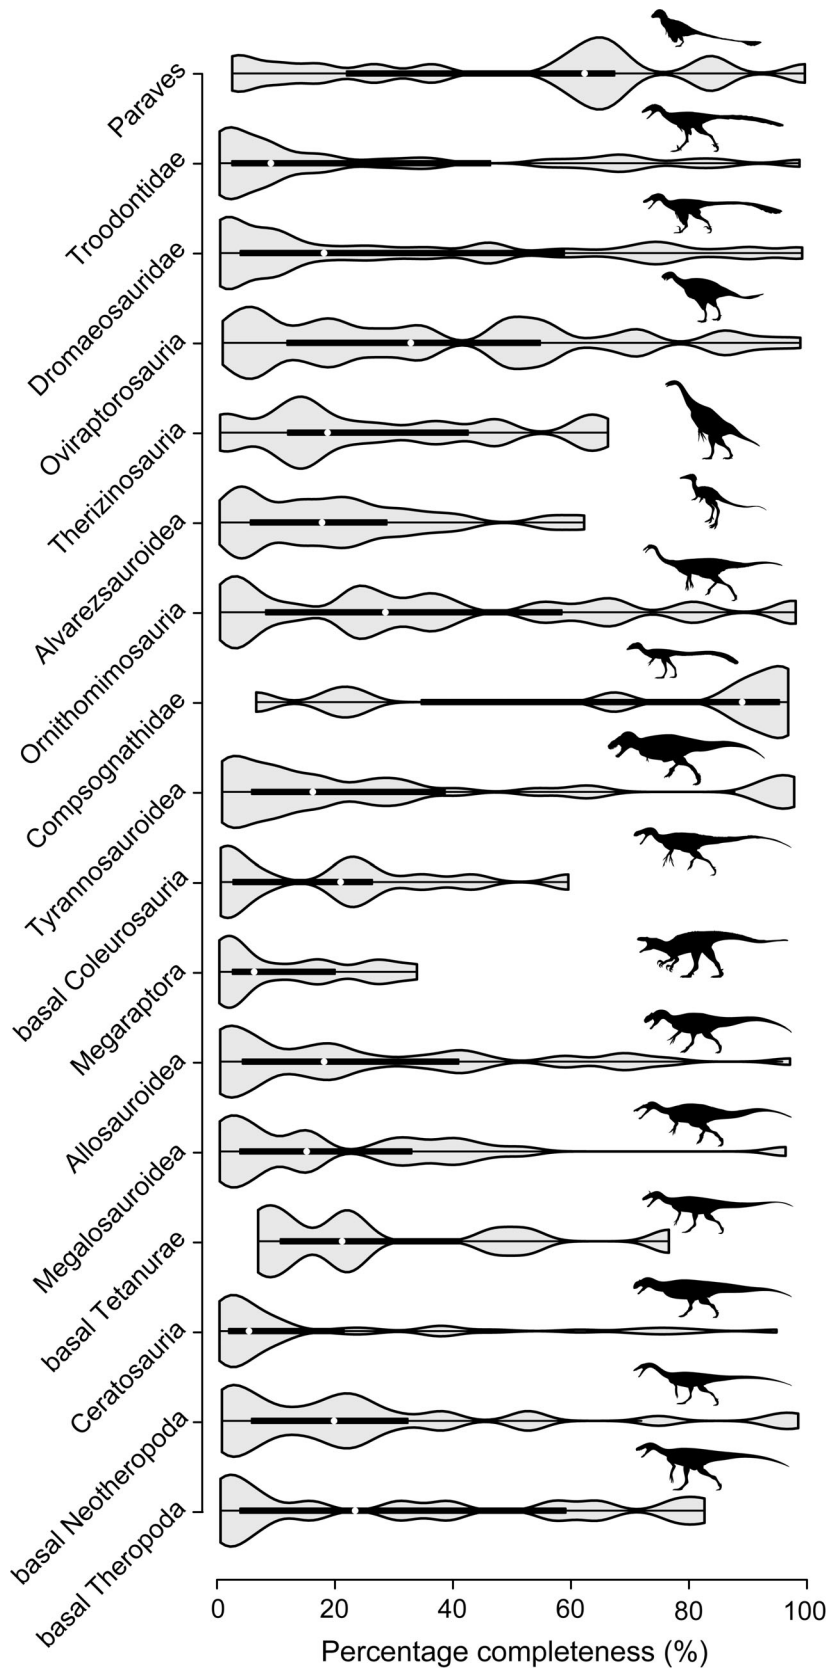 Paraves
Troodontidae
Dromaeosauridae
Oviraptorosauria
Therizinosauria
Alvarezsauroidea
Ornithomimosauria
Compsognathidae
Tyrannosauroidea
basal Coleurosauria
Megaraptora
Allosauroidea
Megalosauroidea
basal Tetanurae
Ceratosauria
basal Neotheropoda
basal Theropoda
0 20 40 60 80 100
Percentage completeness (%)